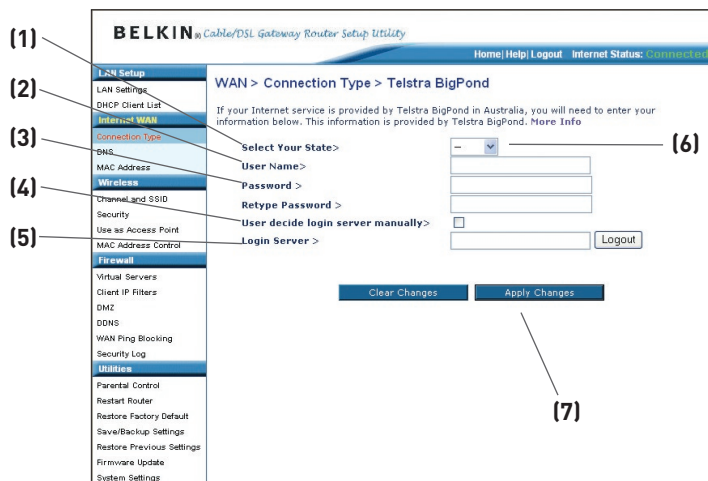 BELKIN® Cable/DSL Gateway Router Setup Utility
Home| Help| Logout Internet Status: Connected
(1)
(2)
(3)
(4)
(5)
(6)
(7)
LAN Setup
LAN Settings
DHCP Client List
Internet WAN
Connection Type
DNS
MAC Address
Wireless
Channel and SSID
Security
Use as Access Point
MAC Address Control
Firewall
Virtual Servers
Client IP Filters
DMZ
DDNS
WAN Ping Blocking
Security Log
Utilities
Parental Control
Restart Router
Restore Factory Default
Save/Backup Settings
Restore Previous Settings
Firmware Update
System Settings
WAN > Connection Type > Telstra BigPond
If your Internet service is provided by Telstra BigPond in Australia, you will need to enter your
information below. This information is provided by Telstra BigPond. More Info
Select Your State>
--
User Name>
Password >
Retype Password >
User decide login server manually>
Login Server >
Logout
Clear Changes
Apply Changes